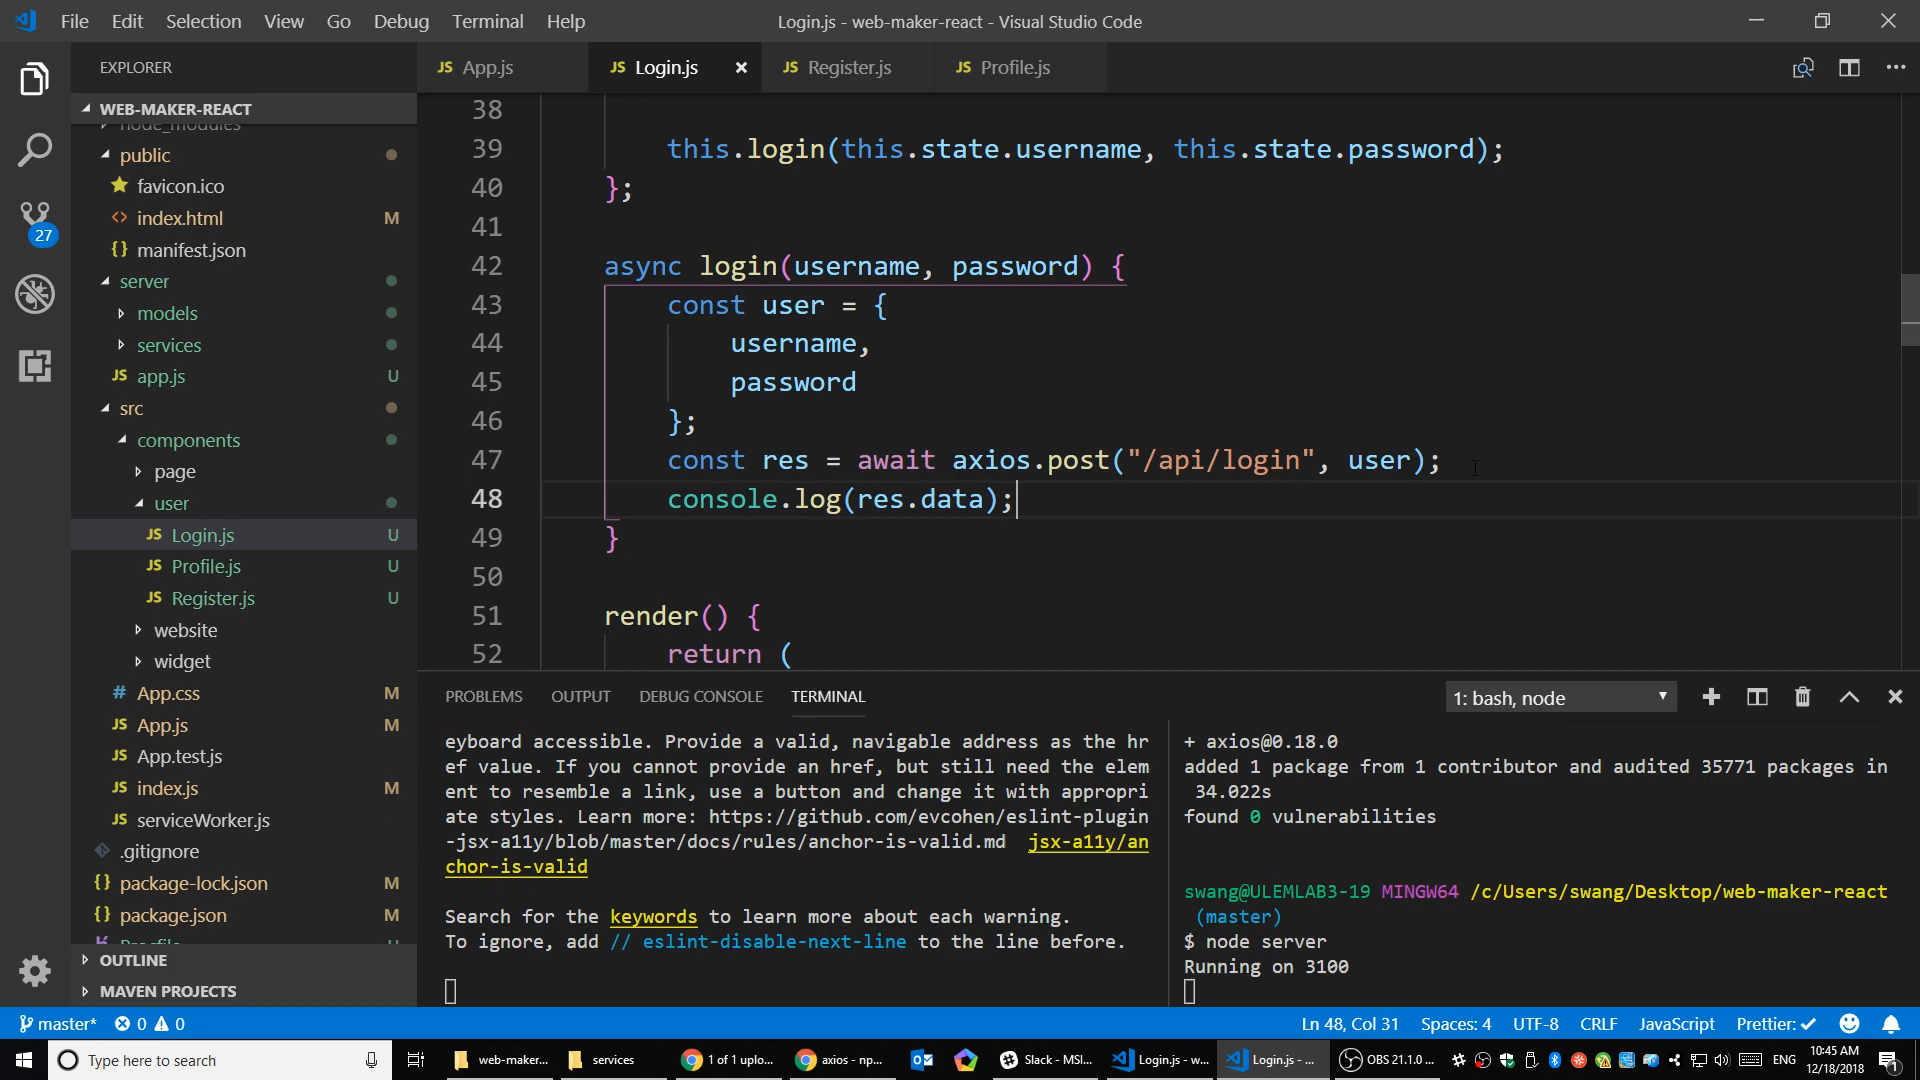 File Edit Selection View Go Debug Terminal Help
Login.js - web-maker-react - Visual Studio Code
EXPLORER
JS App.js
JS Login.js ×
JS Register.js
JS Profile.js
WEB-MAKER-REACT
node_modules
public
favicon.ico
<> index.html M
{} manifest.json
server
models
services
JS app.js U
src
components
page
user
JS Login.js U
JS Profile.js U
JS Register.js U
website
widget
# App.css M
JS App.js M
JS App.test.js
JS index.js M
JS serviceWorker.js
.gitignore
{} package-lock.json M
{} package.json M
OUTLINE
MAVEN PROJECTS
27
38
39 this.login(this.state.username, this.state.password);
40 };
41
42 async login(username, password) {
43 const user = {
44 username,
45 password
46 };
47 const res = await axios.post("/api/login", user);
48 console.log(res.data);
49 }
50
51 render() {
52 return (
PROBLEMS OUTPUT DEBUG CONSOLE TERMINAL
1: bash, node
eyboard accessible. Provide a valid, navigable address as the hr
ef value. If you cannot provide an href, but still need the elem
ent to resemble a link, use a button and change it with appropri
ate styles. Learn more: https://github.com/evcohen/eslint-plugin
-jsx-a11y/blob/master/docs/rules/anchor-is-valid.md jsx-a11y/an
chor-is-valid
Search for the keywords to learn more about each warning.
To ignore, add // eslint-disable-next-line to the line before.
+ axios@0.18.0
added 1 package from 1 contributor and audited 35771 packages in
34.022s
found 0 vulnerabilities
swang@ULEMLAB3-19 MINGW64 /c/Users/swang/Desktop/web-maker-react
(master)
$ node server
Running on 3100
master* 0 0
Ln 48, Col 31 Spaces: 4 UTF-8 CRLF JavaScript Prettier: ✓
Type here to search
web-maker...
services
1 of 1 uplo...
axios - np...
Slack - MSI...
Login.js - w...
Login.js - ...
OBS 21.1.0 ...
ENG
10:45 AM
12/18/2018
1